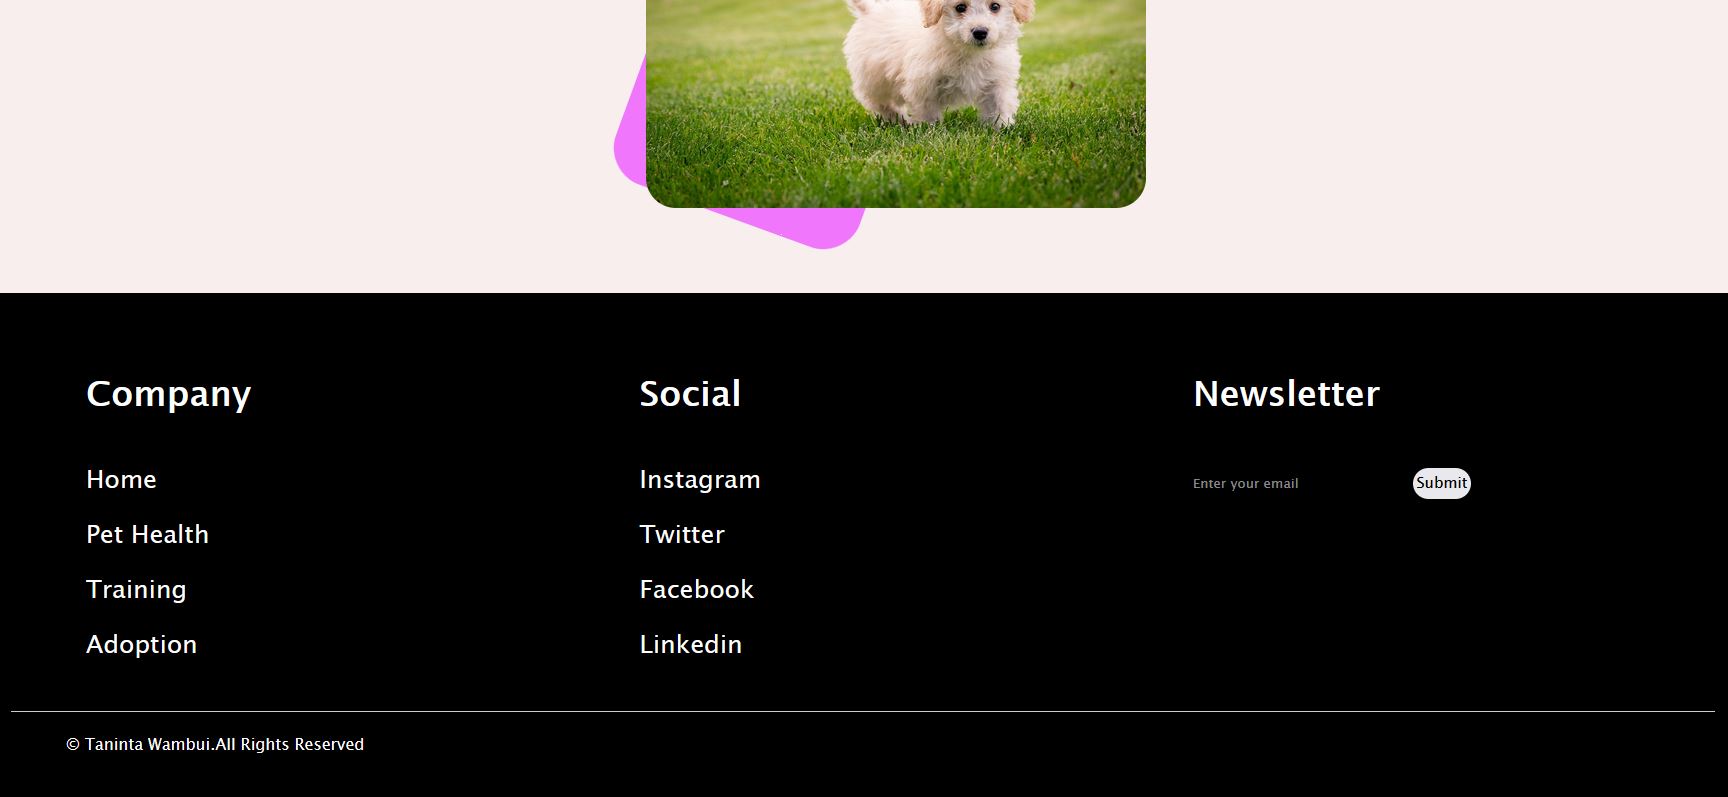 Company
Home
Pet Health
Training
Adoption
Social
Instagram
Twitter
Facebook
Linkedin
Newsletter
Enter your email
Submit
© Taninta Wambui.All Rights Reserved